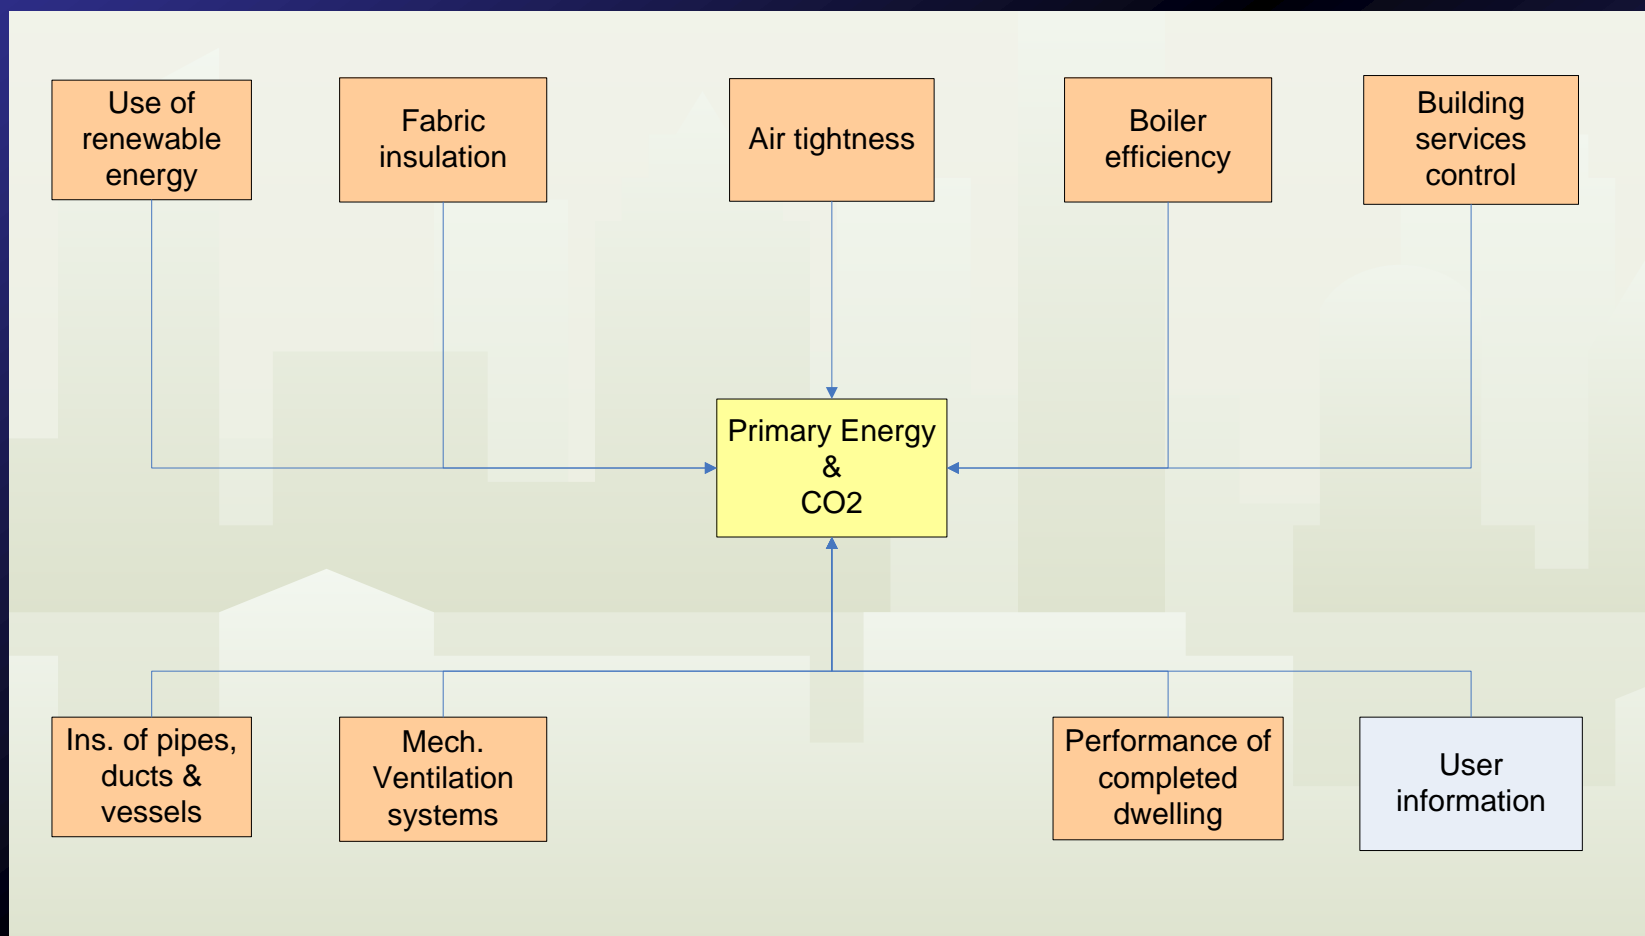 Use of
renewable
energy
Fabric
insulation
Air tightness
Boiler
efficiency
Building
services
control
Primary Energy
&
CO2
Ins. of pipes,
ducts &
vessels
Mech.
Ventilation
systems
Performance of
completed
dwelling
User
information